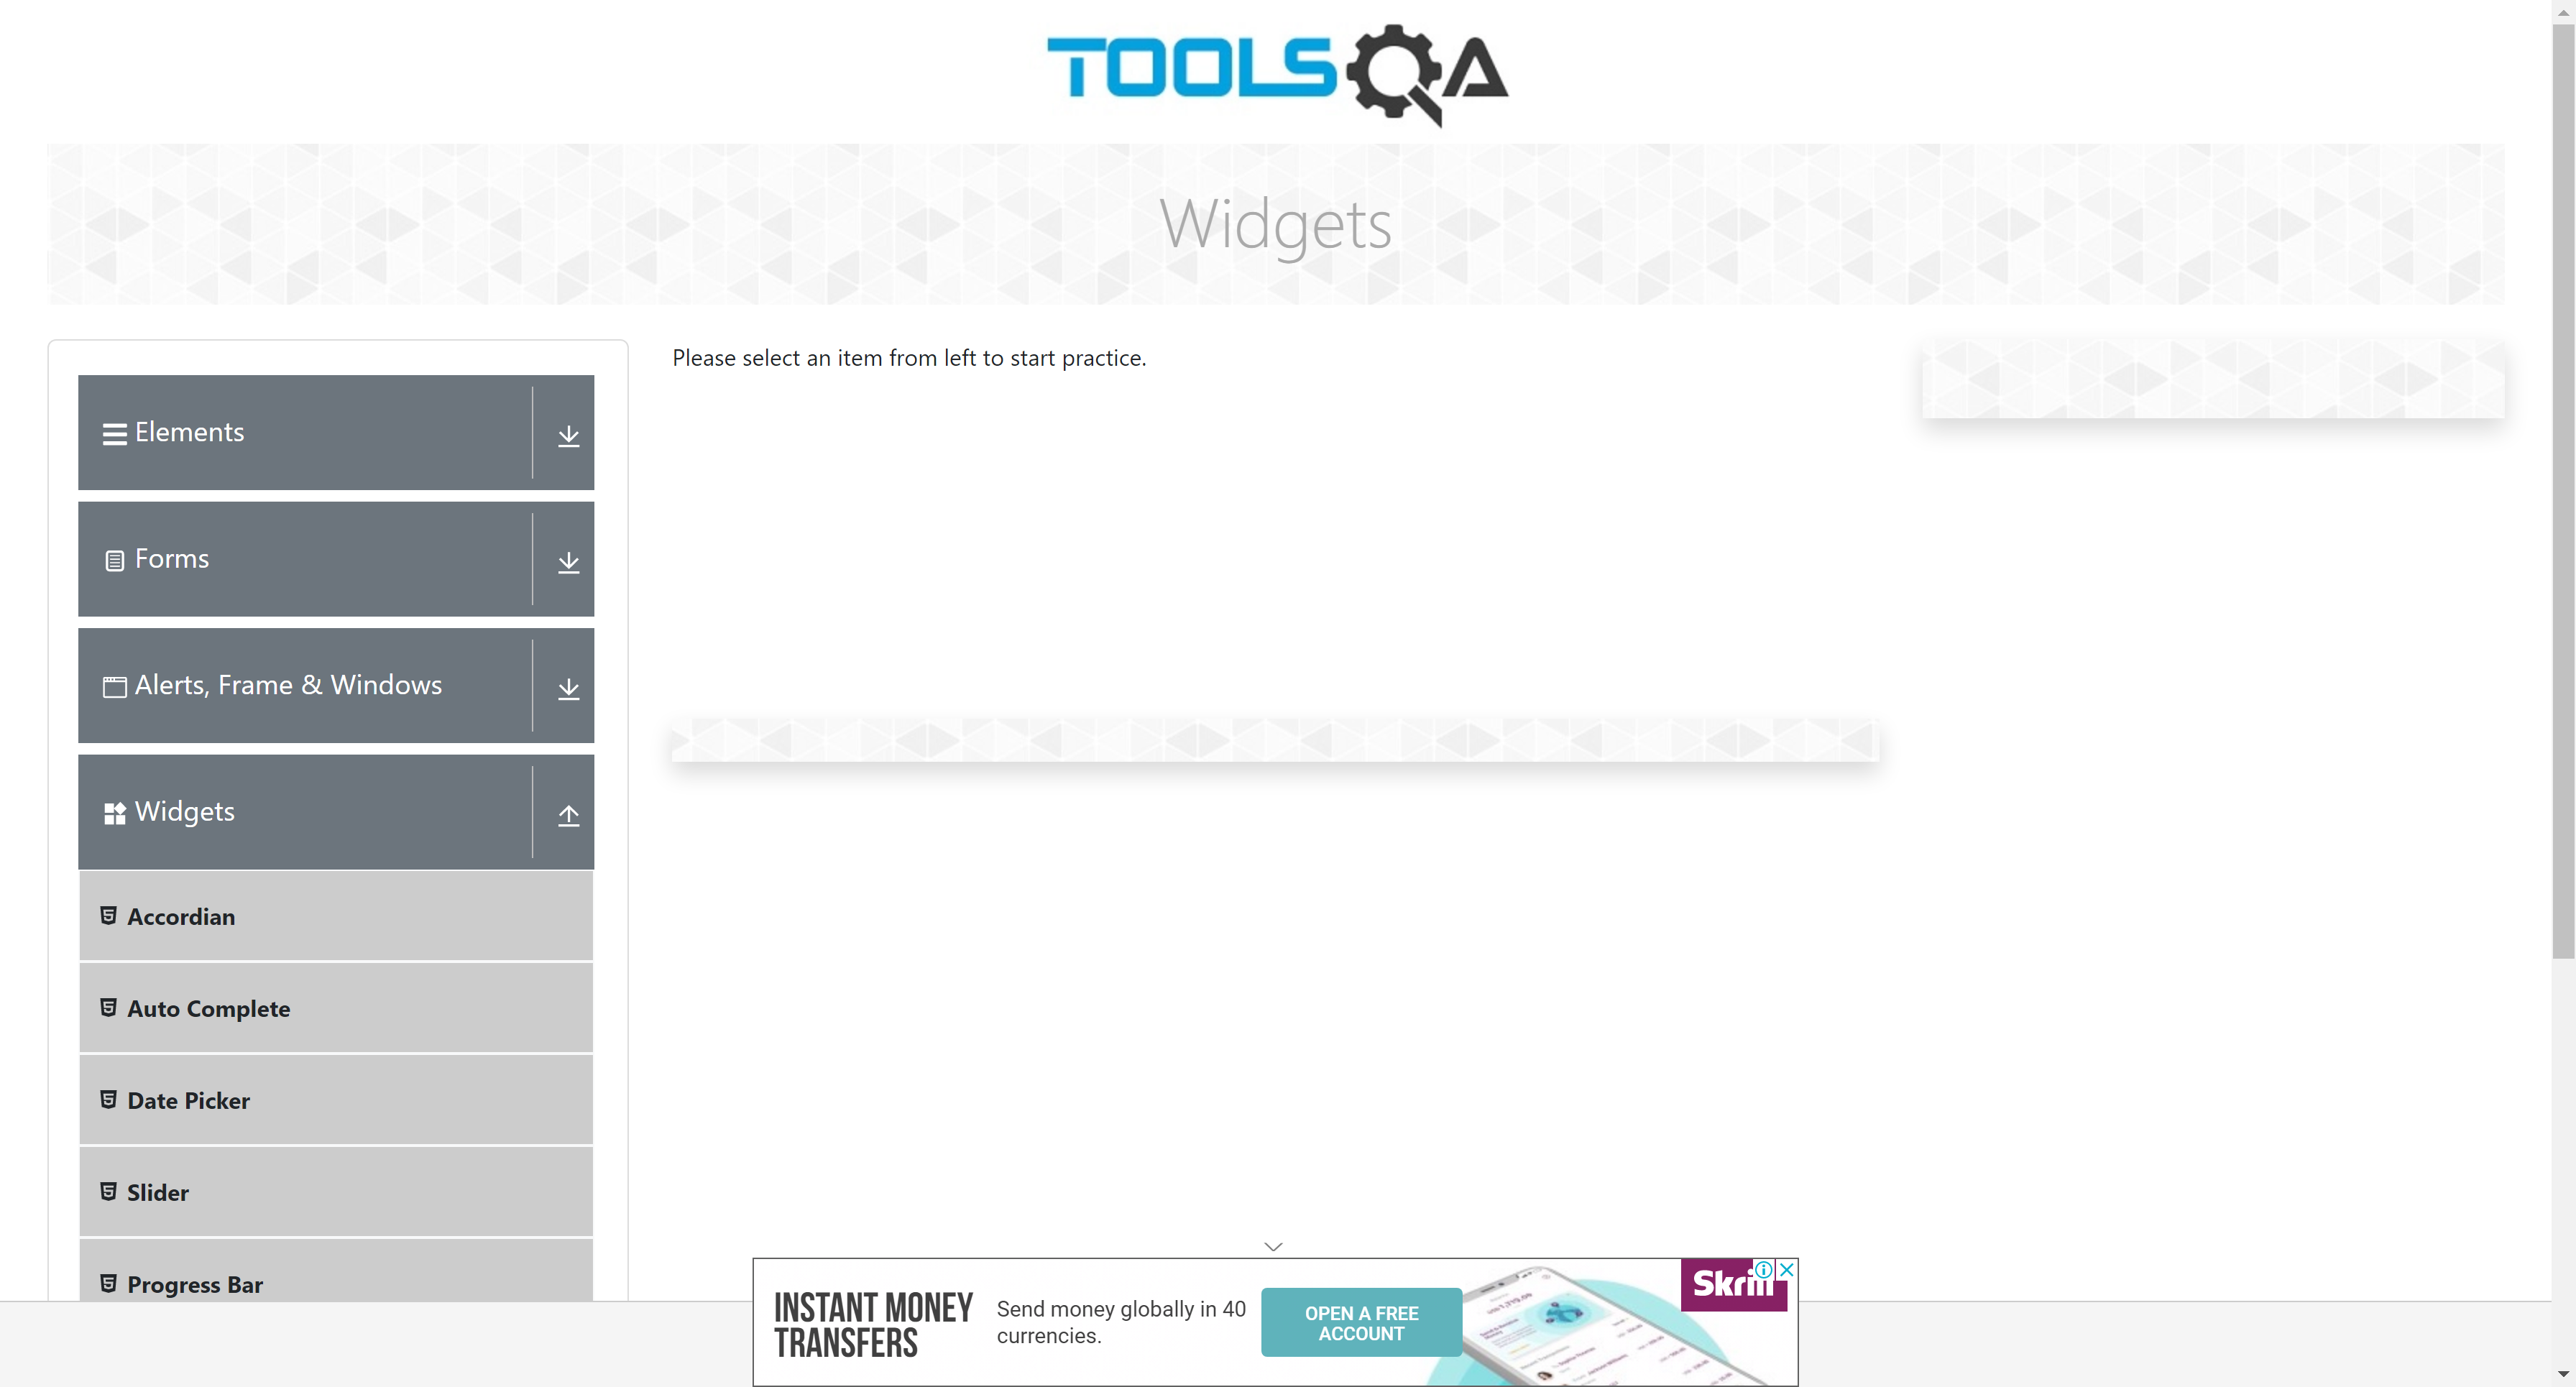 TOOLSQA
Widgets
Elements
Forms
Alerts, Frame & Windows
Widgets
Accordian
Auto Complete
Date Picker
Slider
Progress Bar
Please select an item from left to start practice.
INSTANT MONEY
TRANSFERS
Send money globally in 40
currencies.
OPEN A FREE
ACCOUNT
Skrill